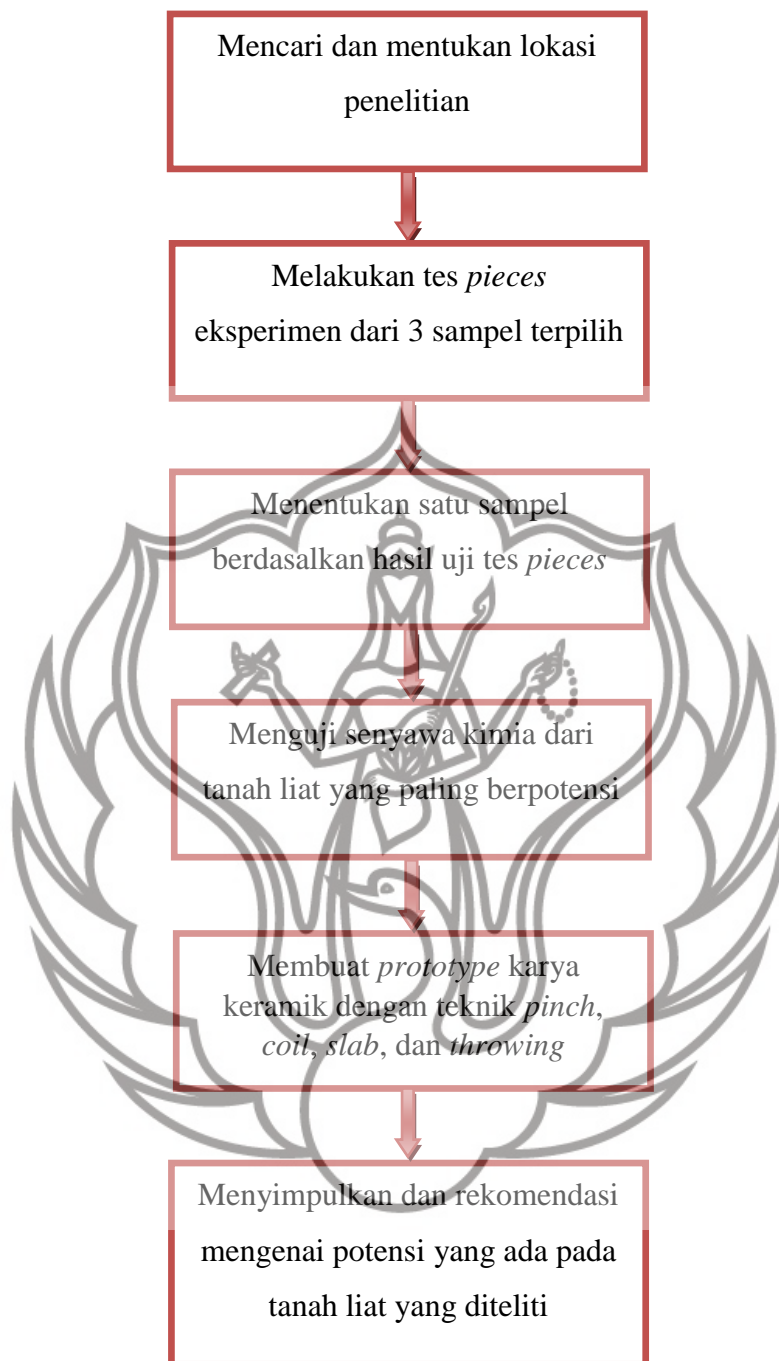 Mencari dan mentukan lokasi
penelitian
Melakukan tes pieces
eksperimen dari 3 sampel terpilih
Menentukan satu sampel
berdasalkan hasil uji tes pieces
Menguji senyawa kimia dari
tanah liat yang paling berpotensi
Membuat prototype karya
keramik dengan teknik pinch,
coil, slab, dan throwing
Menyimpulkan dan rekomendasi
mengenai potensi yang ada pada
tanah liat yang diteliti